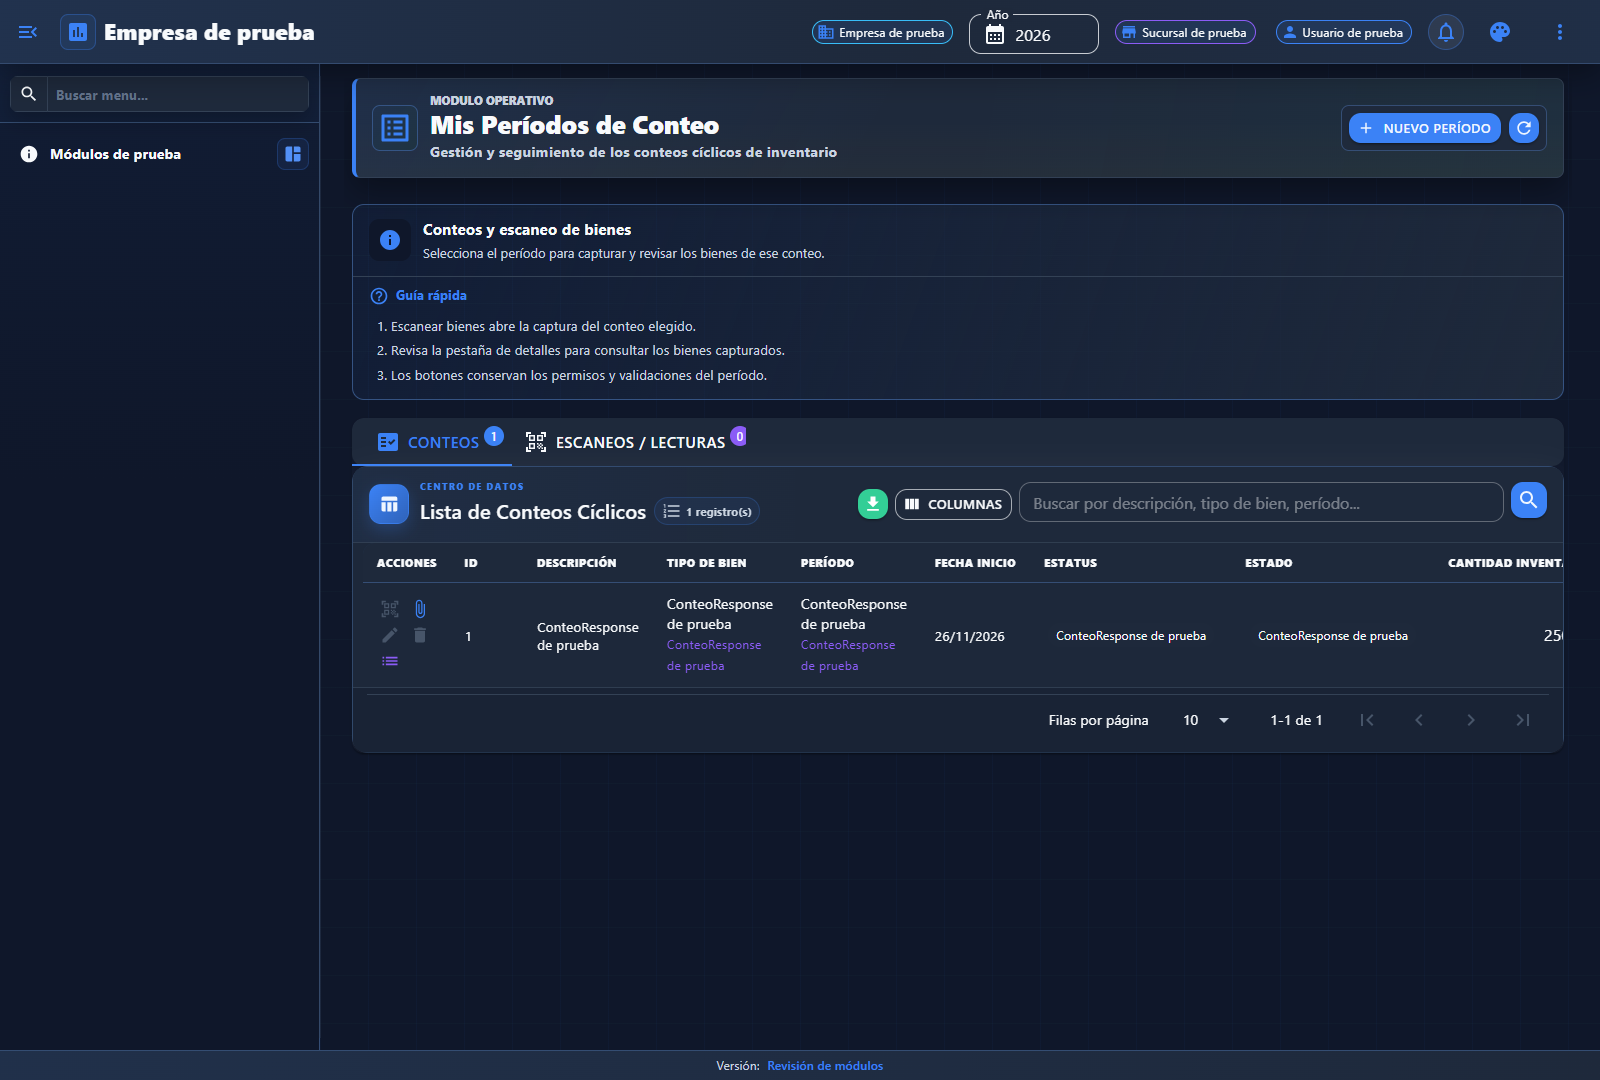 Empresa de prueba
Empresa de prueba
Año
2026
Sucursal de prueba
Usuario de prueba
Buscar menu...
Módulos de prueba
MODULO OPERATIVO
Mis Períodos de Conteo
Gestión y seguimiento de los conteos cíclicos de inventario
NUEVO PERÍODO
Conteos y escaneo de bienes
Selecciona el período para capturar y revisar los bienes de ese conteo.
Guía rápida
1. Escanear bienes abre la captura del conteo elegido.
2. Revisa la pestaña de detalles para consultar los bienes capturados.
3. Los botones conservan los permisos y validaciones del período.
CONTEOS 1
ESCANEOS / LECTURAS 0
CENTRO DE DATOS
Lista de Conteos Cíclicos
1 registro(s)
COLUMNAS
Buscar por descripción, tipo de bien, período...
ACCIONES ID DESCRIPCIÓN TIPO DE BIEN PERÍODO FECHA INICIO ESTATUS ESTADO CANTIDAD INVENTA
1
ConteoResponse
de prueba
ConteoResponse
de prueba
ConteoResponse
de prueba
ConteoResponse
de prueba
ConteoResponse
de prueba
26/11/2026
ConteoResponse de prueba
ConteoResponse de prueba
250
Filas por página 10 1-1 de 1
Versión: Revisión de módulos